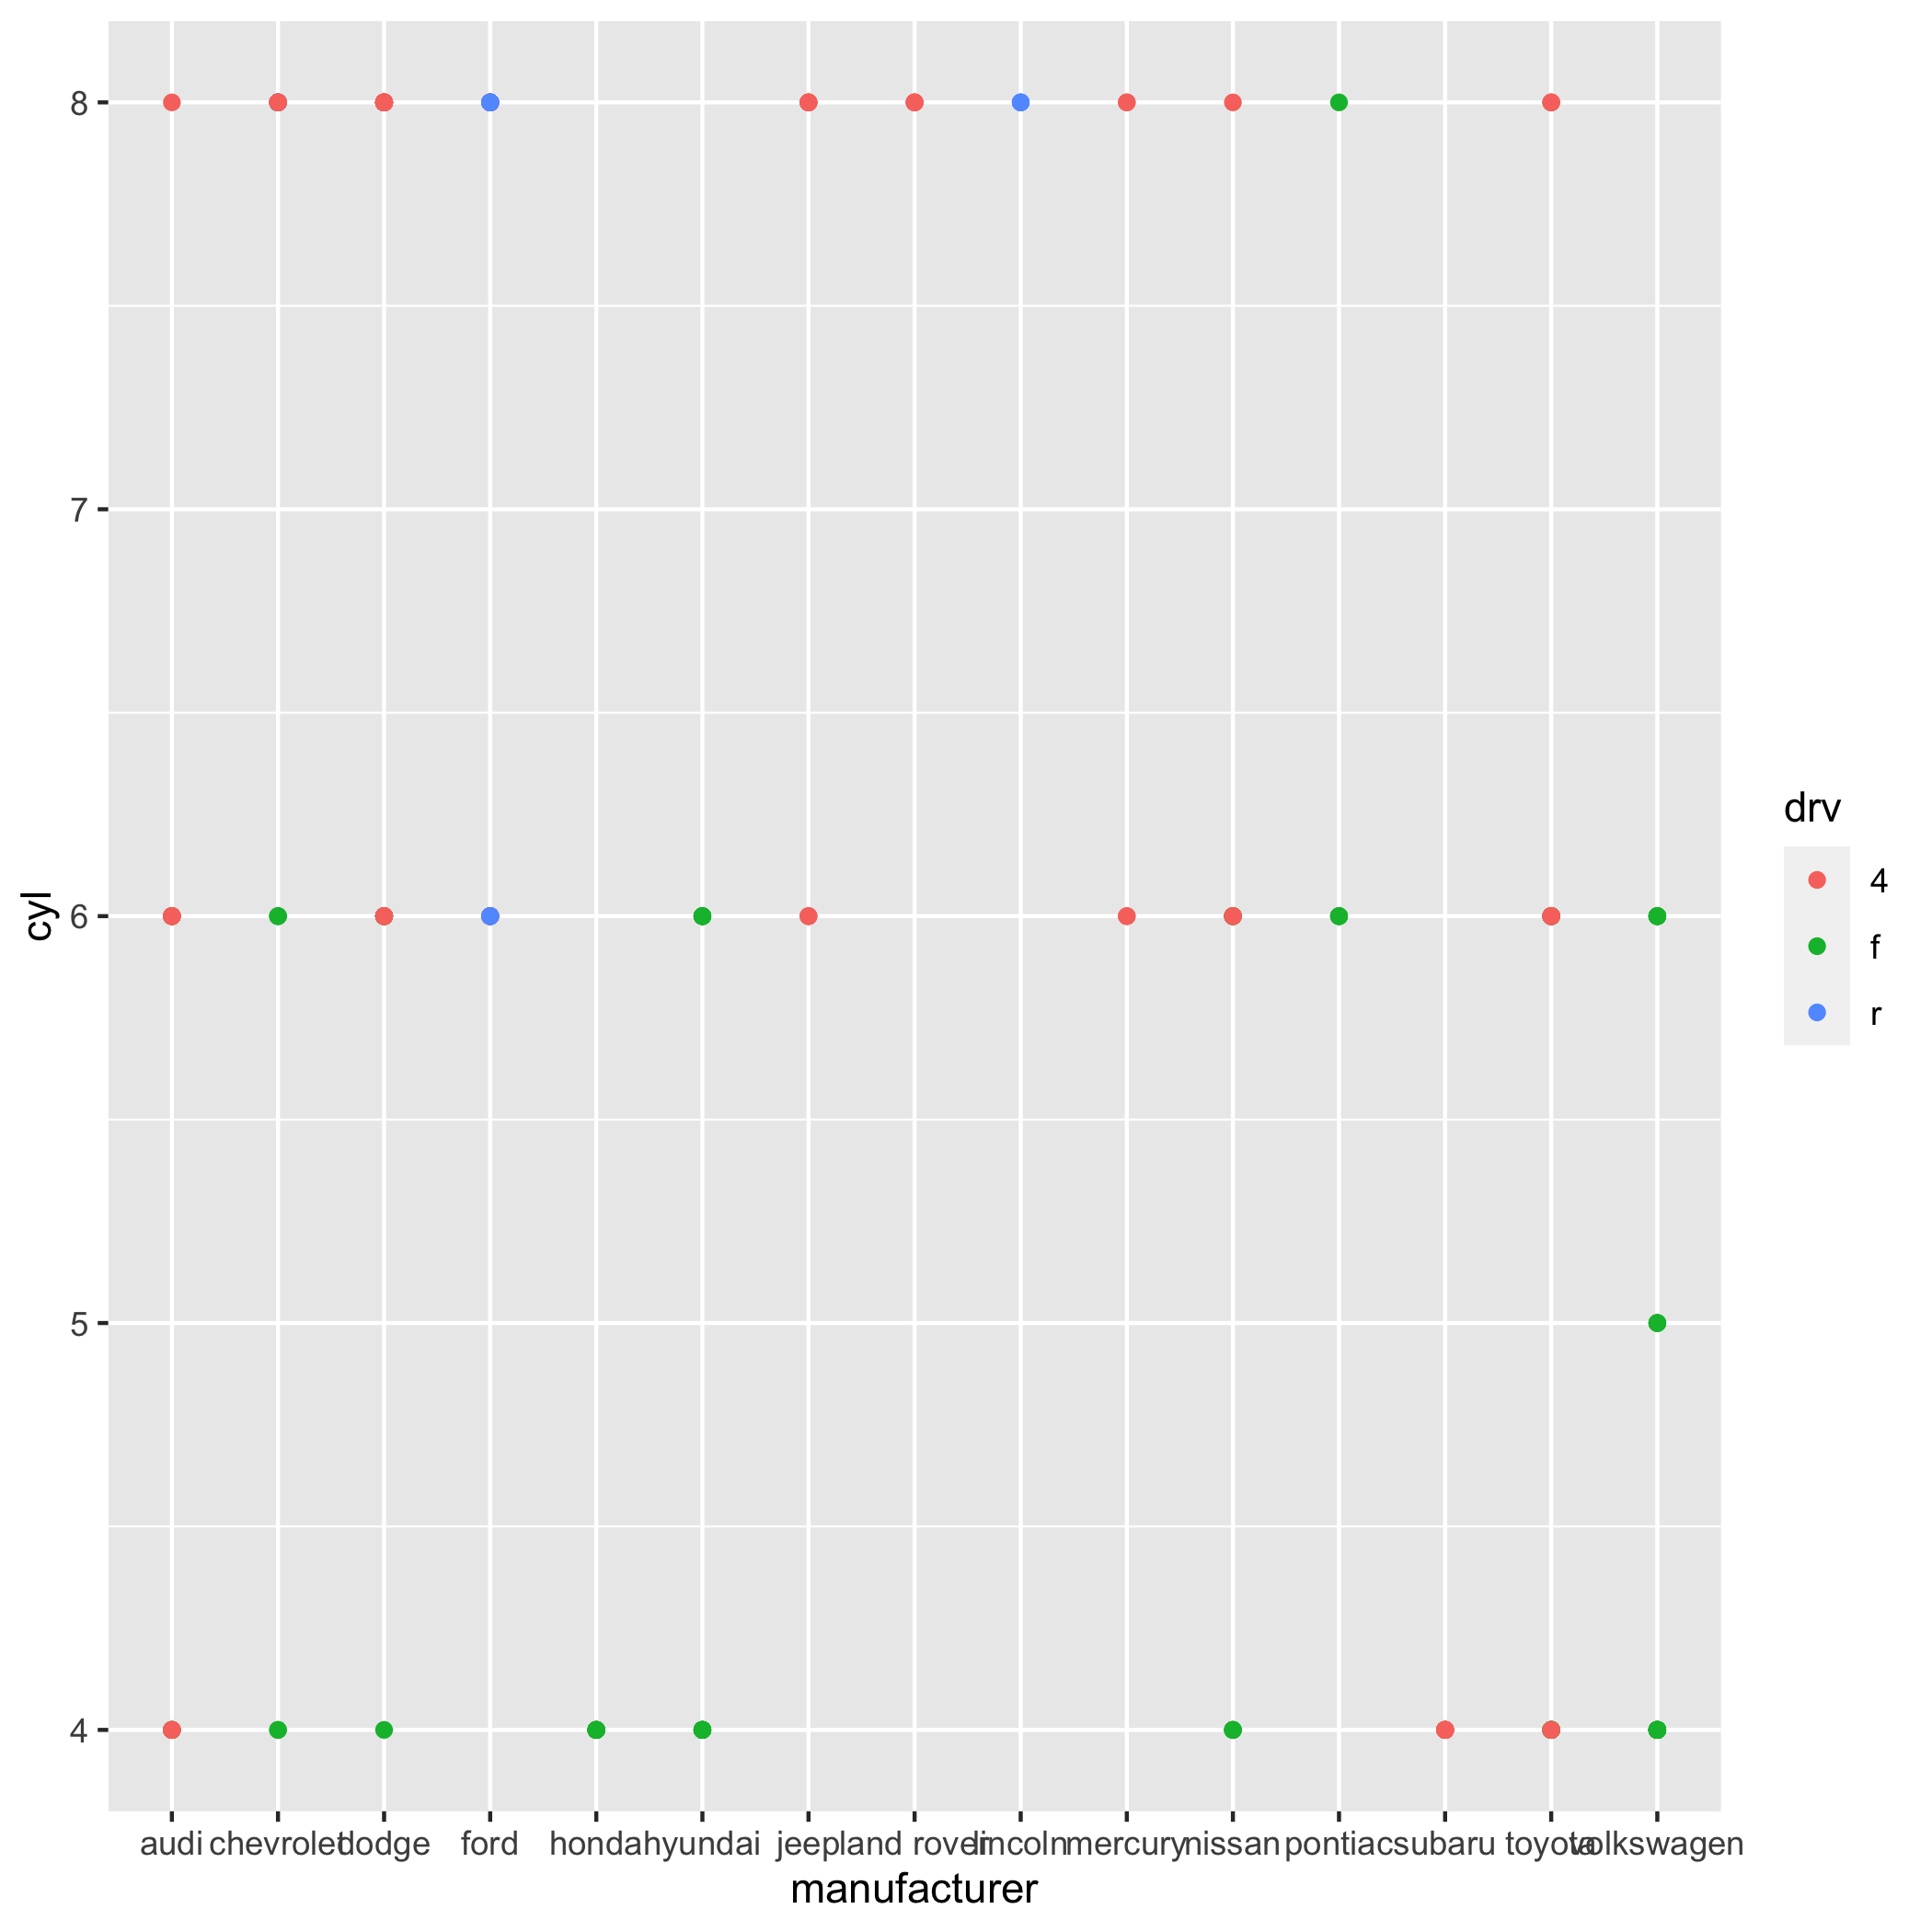 8
7
6
5
4
cyl
audi chevrolet dodge ford honda hyundai jeep land rover lincoln mercury nissan pontiac subaru toyota volkswagen
manufacturer
drv
4
f
r